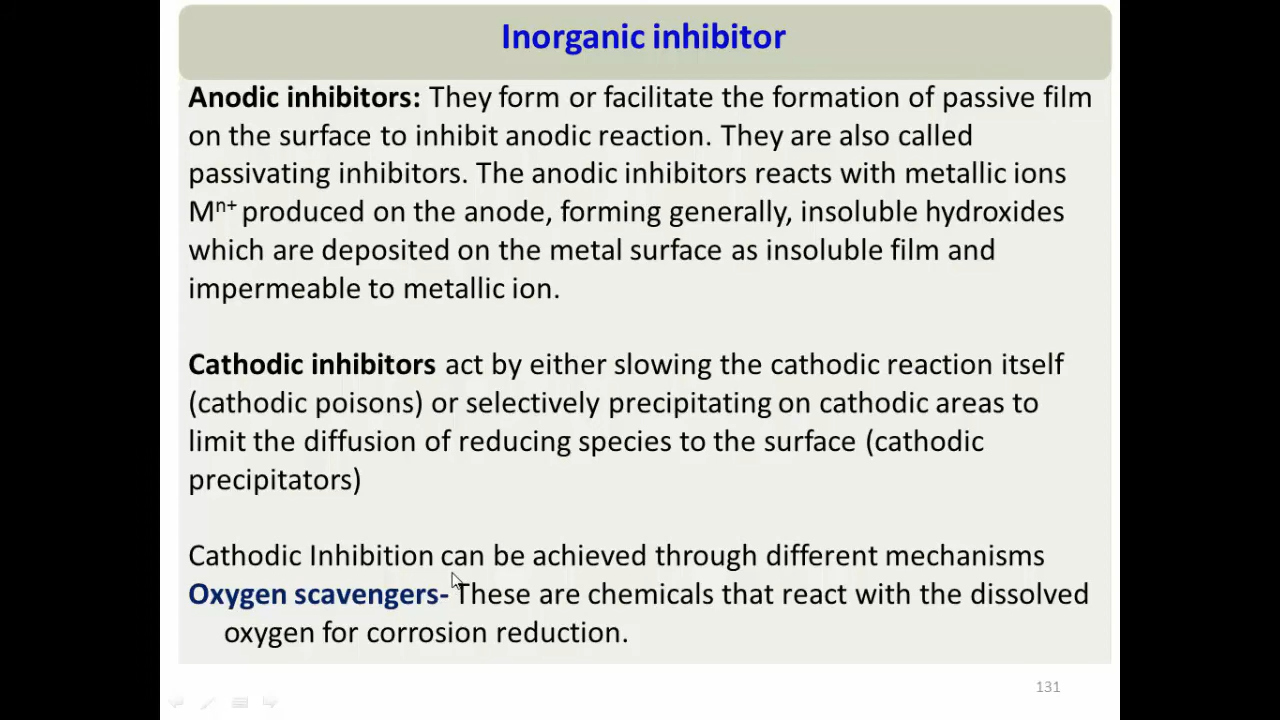 Inorganic inhibitor
Anodic inhibitors: They form or facilitate the formation of passive film
on the surface to inhibit anodic reaction. They are also called
passivating inhibitors. The anodic inhibitors reacts with metallic ions
Mⁿ⁺ produced on the anode, forming generally, insoluble hydroxides
which are deposited on the metal surface as insoluble film and
impermeable to metallic ion.
Cathodic inhibitors act by either slowing the cathodic reaction itself
(cathodic poisons) or selectively precipitating on cathodic areas to
limit the diffusion of reducing species to the surface (cathodic
precipitators)
Cathodic Inhibition can be achieved through different mechanisms
Oxygen scavengers- These are chemicals that react with the dissolved
oxygen for corrosion reduction.
131